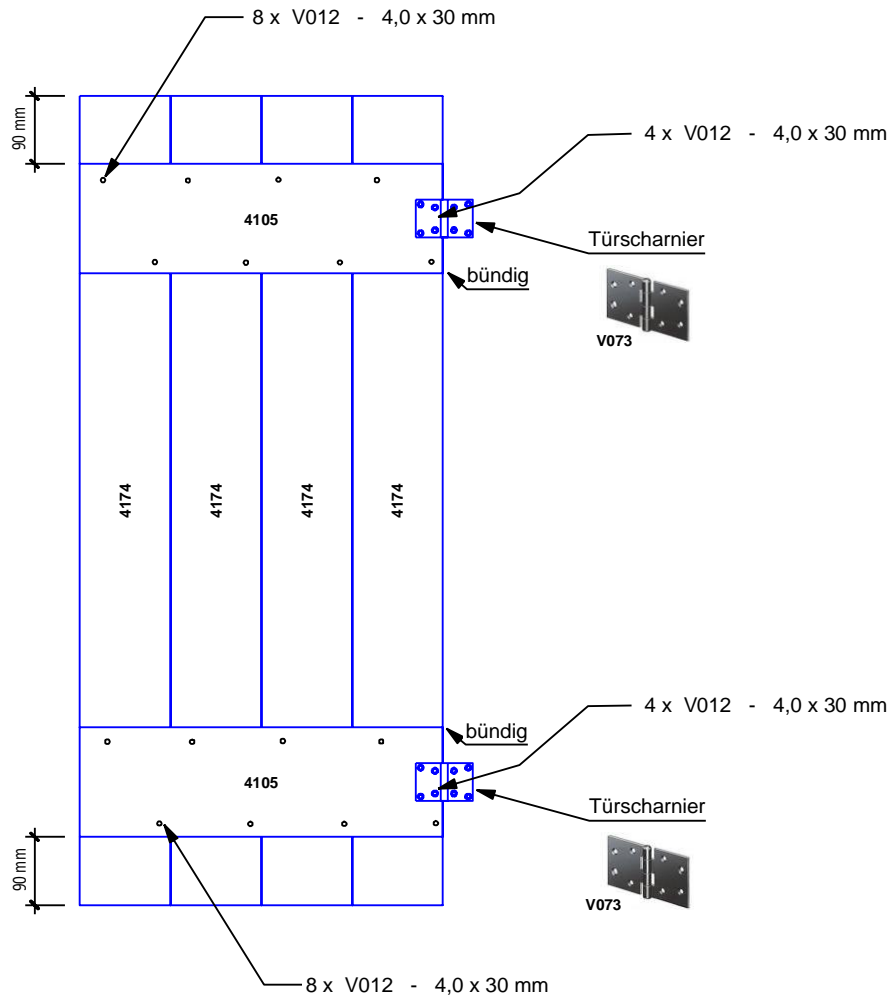 8 x  V012   -   4,0 x 30 mm
90 mm
4 x  V012   -   4,0 x 30 mm
4105
Türscharnier
bündig
V073
4174
4174
4174
4174
4 x  V012   -   4,0 x 30 mm
bündig
4105
Türscharnier
90 mm
V073
8 x  V012   -   4,0 x 30 mm